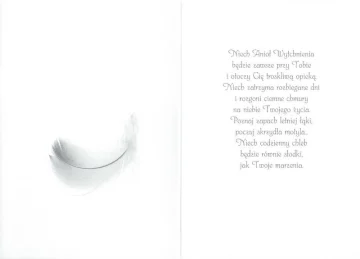 Niech Anioł Wytchnienia
będzie zawsze przy Tobie
i otoczy Cię troskliwą opieką.
Niech zatrzyma rozbiegane dni
i rozgoni ciemne chmury
na niebie Twojego życia.
Poznaj zapach letniej łąki,
poczuj skrzydła motyla.
Niech codzienny chleb
będzie równie słodki,
jak Twoje marzenia.